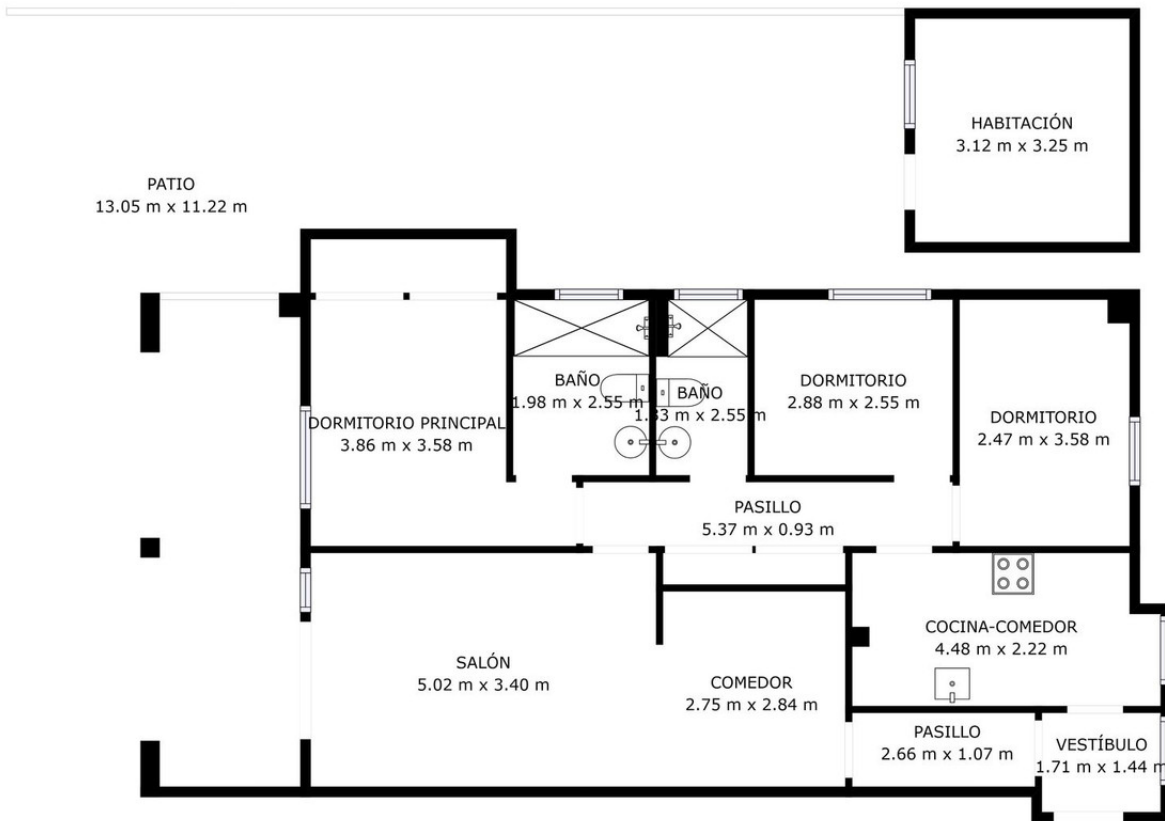 HABITACIÓN
3.12 m x 3.25 m
PATIO
13.05 m x 11.22 m
BAÑO
1.98 m x 2.55 m
BAÑO
1.33 m x 2.55 m
DORMITORIO
2.88 m x 2.55 m
DORMITORIO PRINCIPAL
3.86 m x 3.58 m
DORMITORIO
2.47 m x 3.58 m
PASILLO
5.37 m x 0.93 m
COCINA-COMEDOR
4.48 m x 2.22 m
SALÓN
5.02 m x 3.40 m
COMEDOR
2.75 m x 2.84 m
PASILLO
2.66 m x 1.07 m
VESTÍBULO
1.71 m x 1.44 m